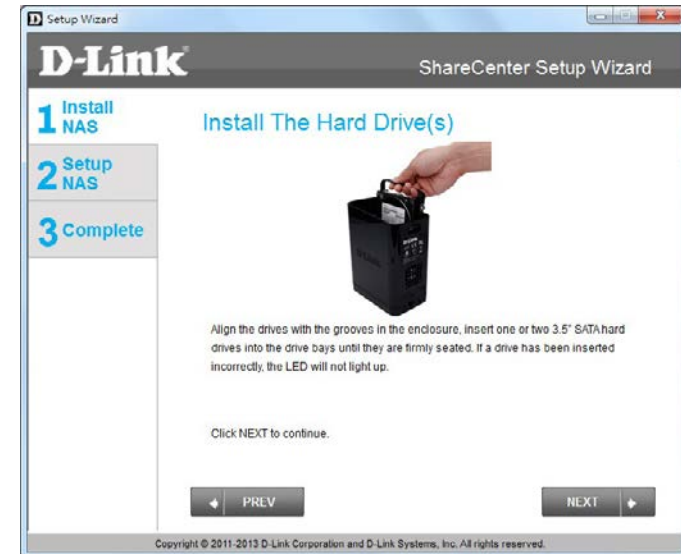 Setup Wizard
D-Link
ShareCenter Setup Wizard
1 Install
NAS
2 Setup
NAS
3 Complete
Install The Hard Drive(s)
D-Link
Align the drives with the grooves in the enclosure, insert one or two 3.5" SATA hard
drives into the drive bays until they are firmly seated. If a drive has been inserted
incorrectly, the LED will not light up.
Click NEXT to continue.
PREV
NEXT
Copyright © 2011-2013 D-Link Corporation and D-Link Systems, Inc. All rights reserved.